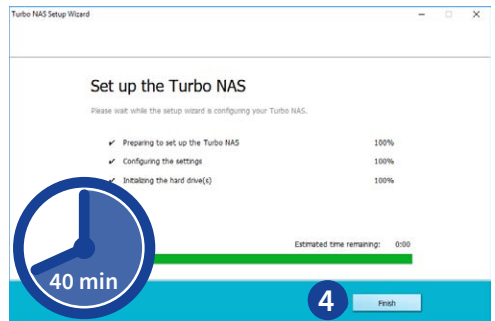 Turbo NAS Setup Wizard
Set up the Turbo NAS
Please wait while the setup wizard is configuring your Turbo NAS.
✔ Preparing to set up the Turbo NAS 100%
✔ Configuring the settings 100%
✔ Initializing the hard drive(s) 100%
Estimated time remaining: 0:00
40 min
4 Finish